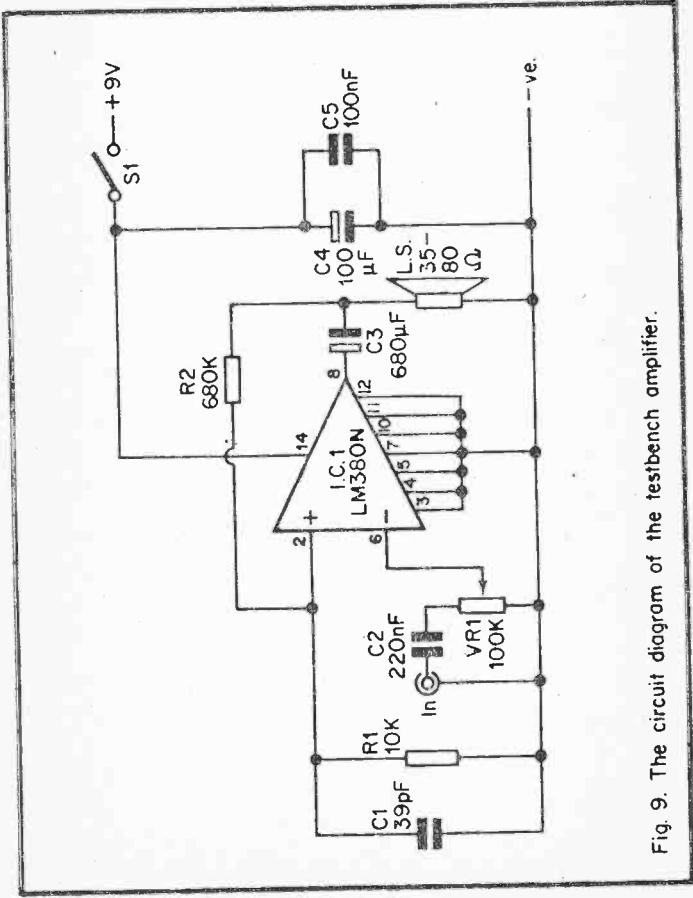 S1
+9V
R2
680K
C4
100
µF
C5
100nF
14
2
+
I.C.1
LM380N
8
C3
680µF
6
−
3
4
5
7
10
11
12
L.S.
35-
80
Ω
C2
220nF
In
VR1
100K
C1
39pF
R1
10K
-ve.
Fig. 9. The circuit diagram of the testbench amplifier.